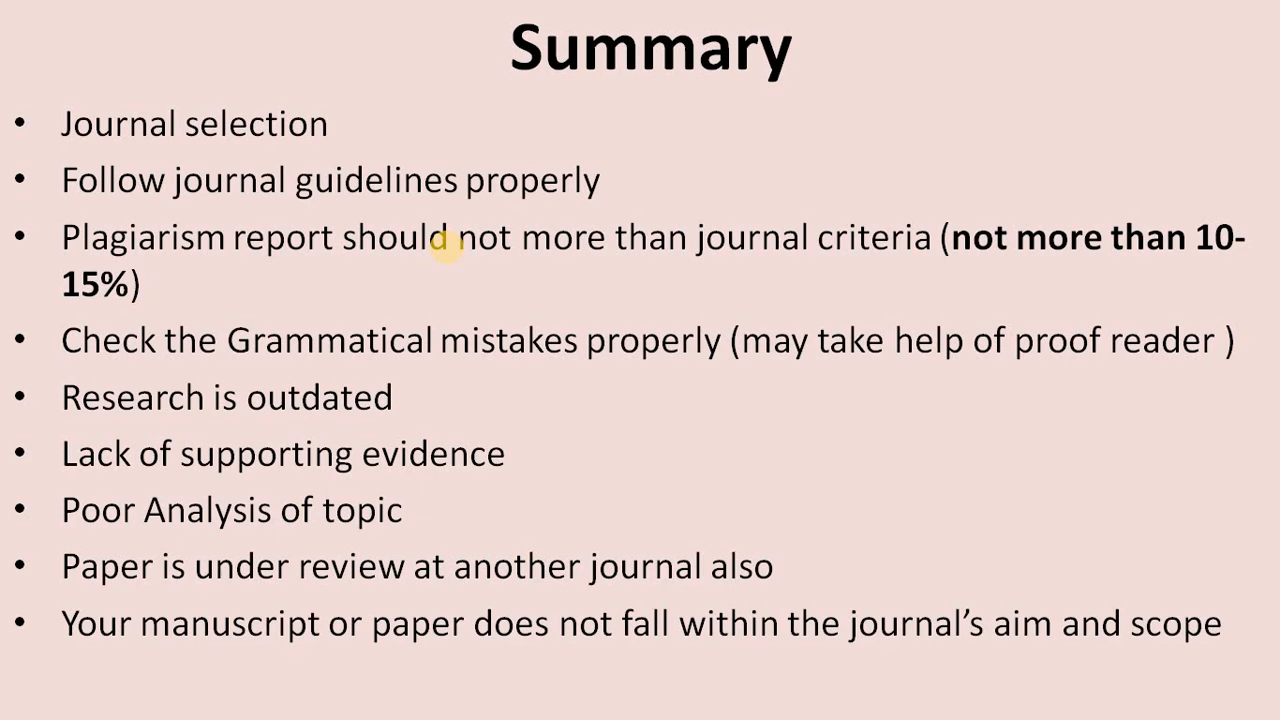 Summary
• Journal selection
• Follow journal guidelines properly
• Plagiarism report should not more than journal criteria (not more than 10-
15%)
• Check the Grammatical mistakes properly (may take help of proof reader )
• Research is outdated
• Lack of supporting evidence
• Poor Analysis of topic
• Paper is under review at another journal also
• Your manuscript or paper does not fall within the journal’s aim and scope